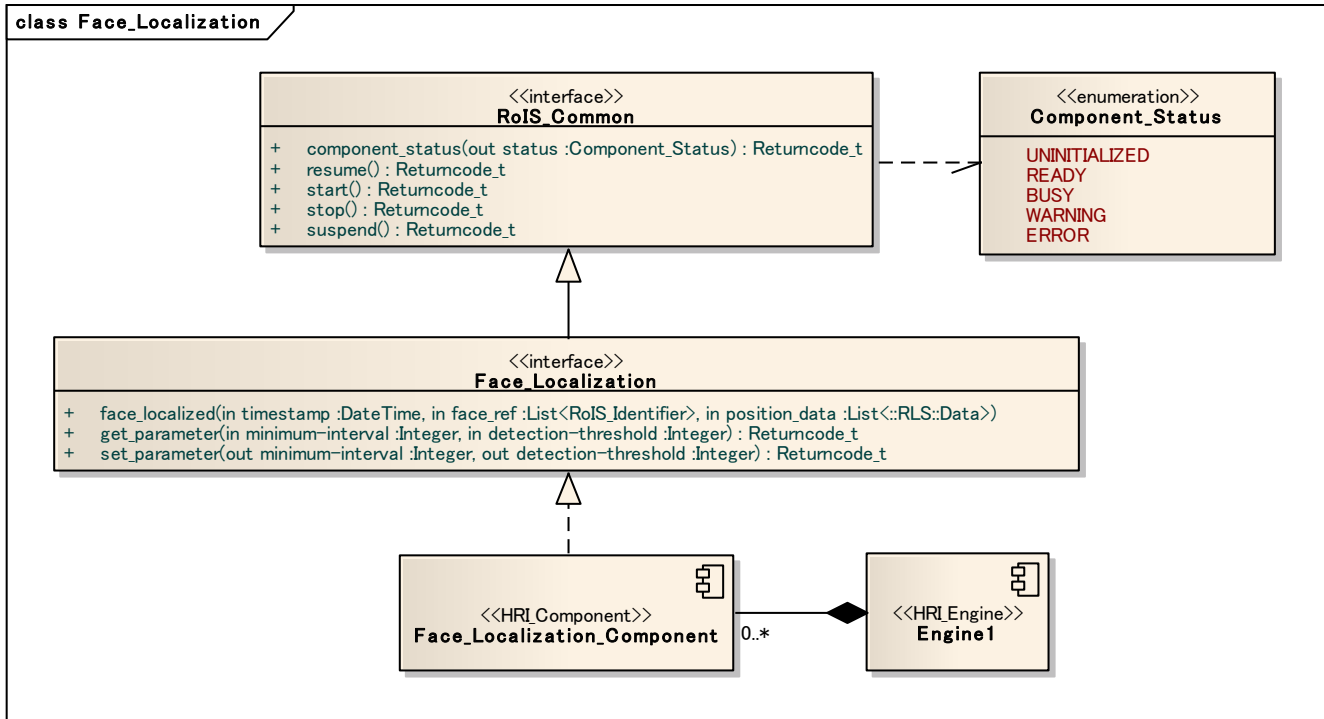 class Face_Localization
<<interface>>
RoIS_Common
+ component_status(out status :Component_Status) : Returncode_t
+ resume() : Returncode_t
+ start() : Returncode_t
+ stop() : Returncode_t
+ suspend() : Returncode_t
<<enumeration>>
Component_Status
UNINITIALIZED
READY
BUSY
WARNING
ERROR
<<interface>>
Face_Localization
+ face_localized(in timestamp :DateTime, in face_ref :List<RoIS_Identifier>, in position_data :List<::RLS::Data>)
+ get_parameter(in minimum-interval :Integer, in detection-threshold :Integer) : Returncode_t
+ set_parameter(out minimum-interval :Integer, out detection-threshold :Integer) : Returncode_t
<<HRI_Component>>
Face_Localization_Component
0..*
<<HRI_Engine>>
Engine1